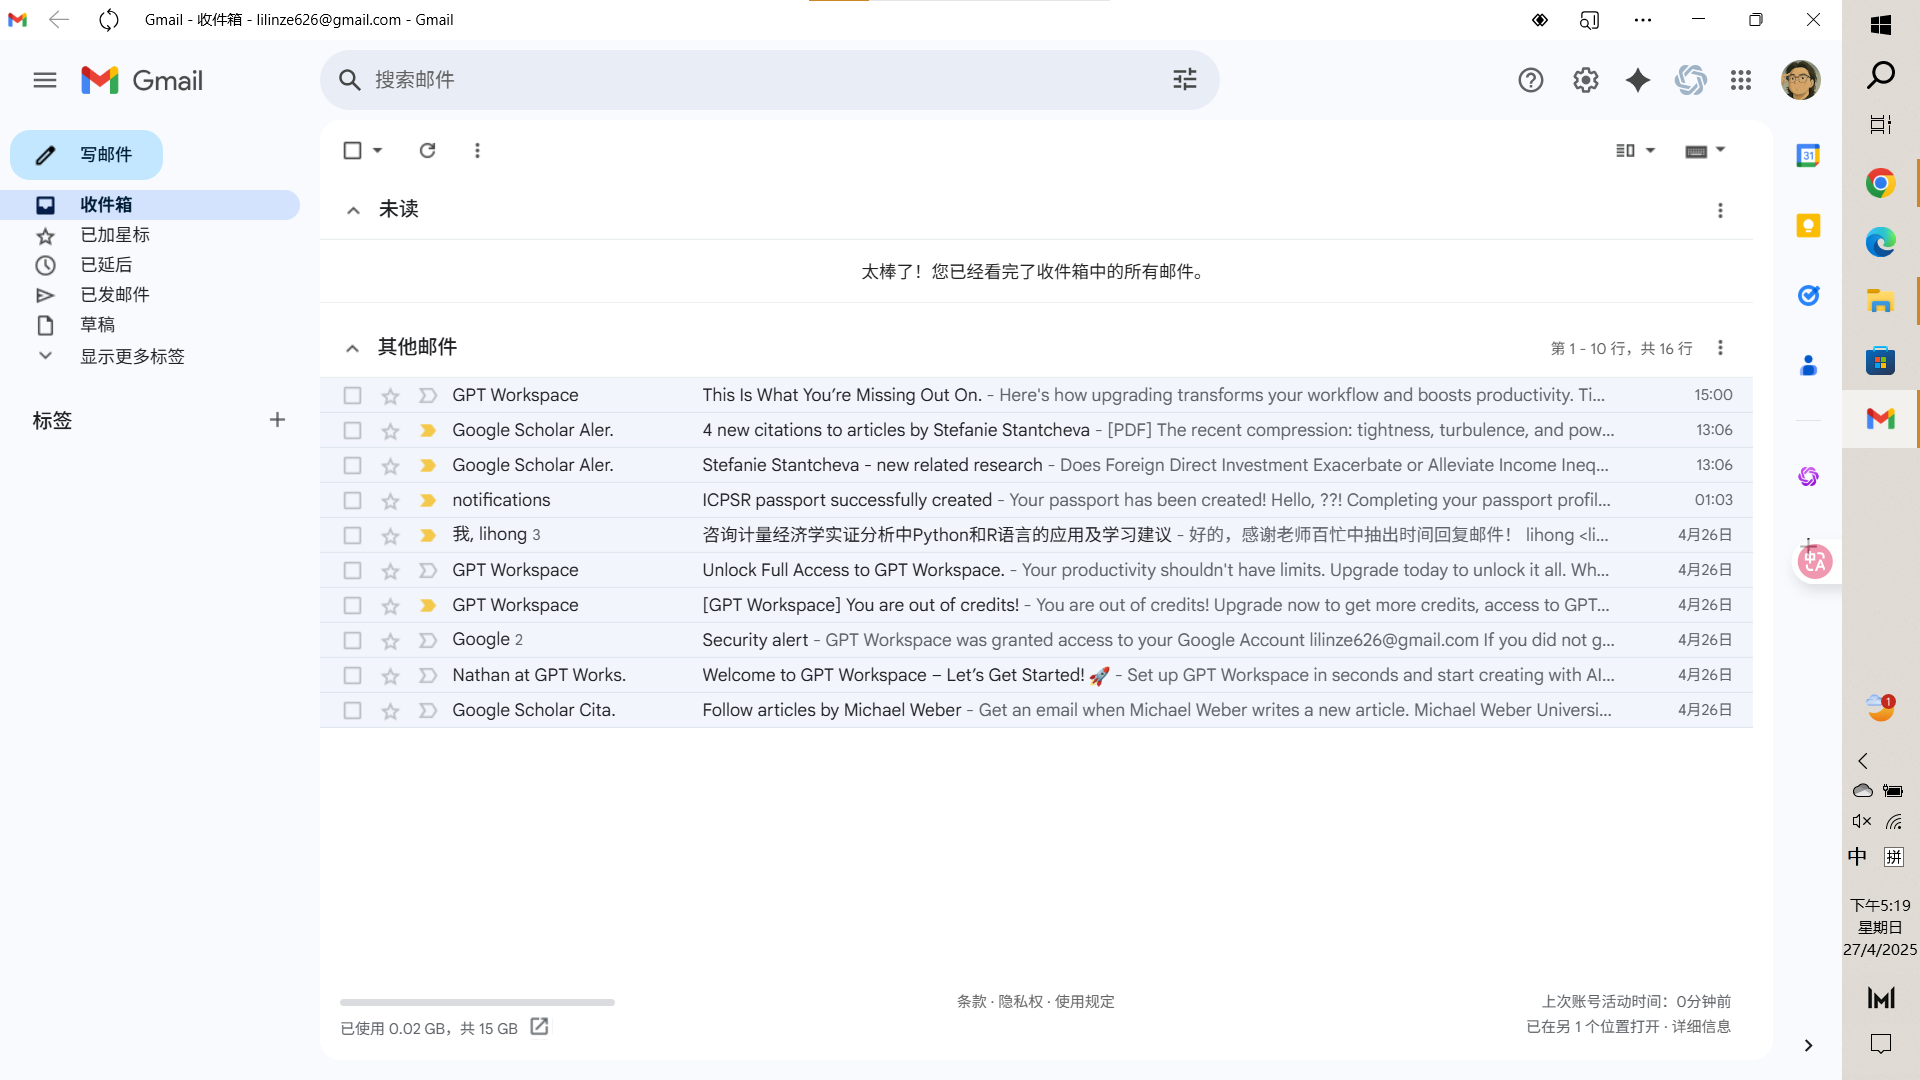 Gmail - 收件箱 - lilinze626@gmail.com - Gmail
Gmail
搜索邮件
写邮件
收件箱
已加星标
已延后
已发邮件
草稿
显示更多标签
标签
未读
太棒了！您已经看完了收件箱中的所有邮件。
其他邮件
第 1 - 10 行，共 16 行
GPT Workspace This Is What You’re Missing Out On. - Here's how upgrading transforms your workflow and boosts productivity. Ti... 15:00
Google Scholar Aler. 4 new citations to articles by Stefanie Stantcheva - [PDF] The recent compression: tightness, turbulence, and pow... 13:06
Google Scholar Aler. Stefanie Stantcheva - new related research - Does Foreign Direct Investment Exacerbate or Alleviate Income Ineq... 13:06
notifications ICPSR passport successfully created - Your passport has been created! Hello, ??! Completing your passport profil... 01:03
我, lihong 3 咨询计量经济学实证分析中Python和R语言的应用及学习建议 - 好的，感谢老师百忙中抽出时间回复邮件！ lihong <li... 4月26日
GPT Workspace Unlock Full Access to GPT Workspace. - Your productivity shouldn't have limits. Upgrade today to unlock it all. Wh... 4月26日
GPT Workspace [GPT Workspace] You are out of credits! - You are out of credits! Upgrade now to get more credits, access to GPT... 4月26日
Google 2 Security alert - GPT Workspace was granted access to your Google Account lilinze626@gmail.com If you did not g... 4月26日
Nathan at GPT Works. Welcome to GPT Workspace – Let’s Get Started! 🚀 - Set up GPT Workspace in seconds and start creating with AI... 4月26日
Google Scholar Cita. Follow articles by Michael Weber - Get an email when Michael Weber writes a new article. Michael Weber Universi... 4月26日
已使用 0.02 GB，共 15 GB
条款 · 隐私权 · 使用规定
上次账号活动时间：0分钟前
已在另 1 个位置打开 · 详细信息
31
中A
1
中 拼
下午5:19
星期日
27/4/2025